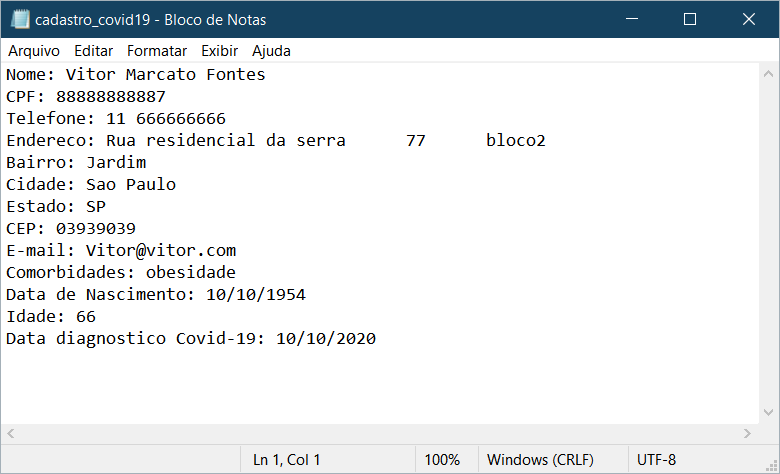 cadastro_covid19 - Bloco de Notas
Arquivo Editar Formatar Exibir Ajuda
Nome: Vitor Marcato Fontes
CPF: 88888888887
Telefone: 11 666666666
Endereco: Rua residencial da serra      77      bloco2
Bairro: Jardim
Cidade: Sao Paulo
Estado: SP
CEP: 03939039
E-mail: Vitor@vitor.com
Comorbidades: obesidade
Data de Nascimento: 10/10/1954
Idade: 66
Data diagnostico Covid-19: 10/10/2020
Ln 1, Col 1 100% Windows (CRLF) UTF-8